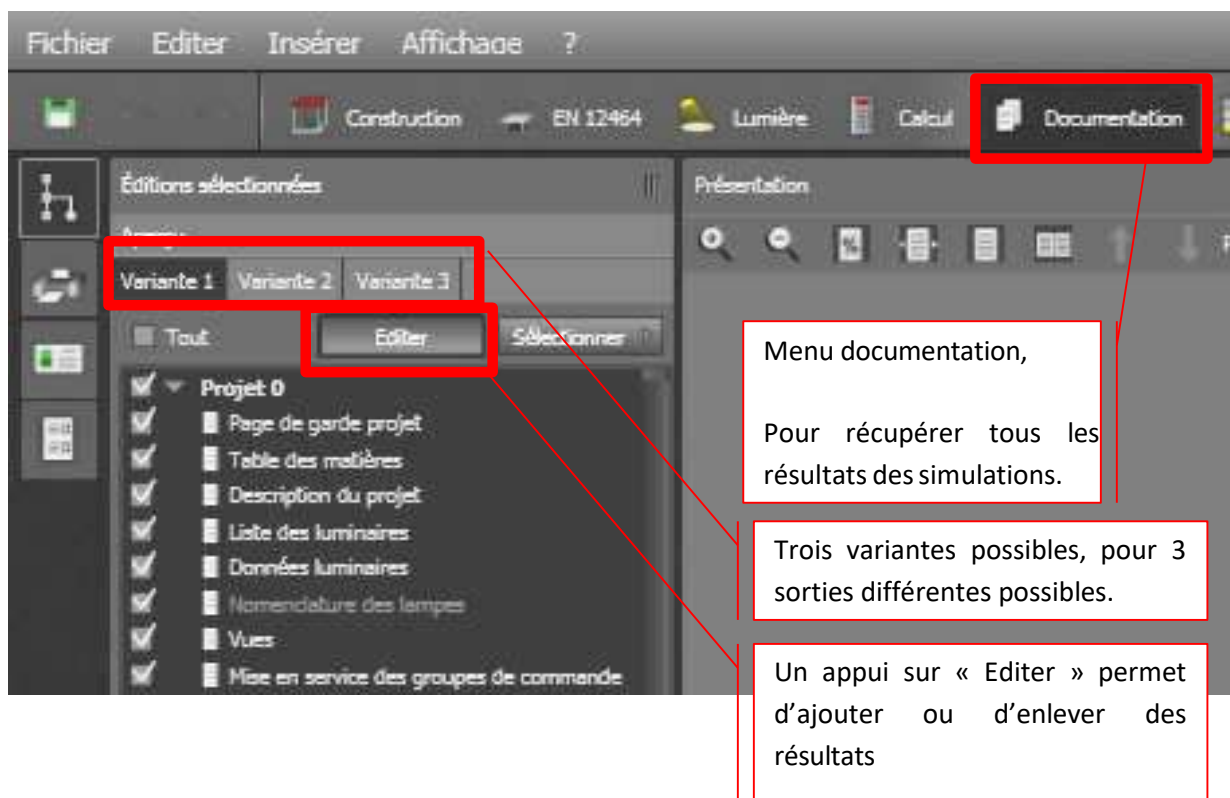 Fichier Editer Insérer Affichage ?
Construction EN 12464 Lumière Calcul Documentation
Éditions sélectionnées Présentation
Variante 1 Variante 2 Variante 3
Tout Editer Sélectionner
Projet 0
Page de garde projet
Table des matières
Description du projet
Liste des luminaires
Données luminaires
Nomenclature des lampes
Vues
Mise en service des groupes de commande
Menu documentation,
Pour récupérer tous les
résultats des simulations.
Trois variantes possibles, pour 3
sorties différentes possibles.
Un appui sur « Editer » permet
d'ajouter ou d'enlever des
résultats